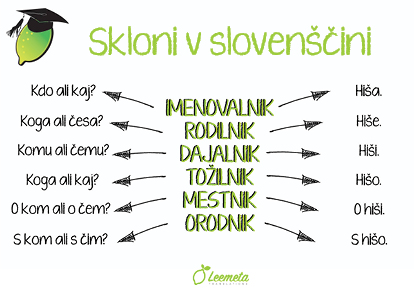 Skloni v slovenščini
Kdo ali kaj? IMENOVALNIK Hiša.
Koga ali česa? RODILNIK Hiše.
Komu ali čemu? DAJALNIK Hiši.
Koga ali kaj? TOŽILNIK Hišo.
O kom ali o čem? MESTNIK O hiši.
S kom ali s čim? ORODNIK S hišo.
Leemeta